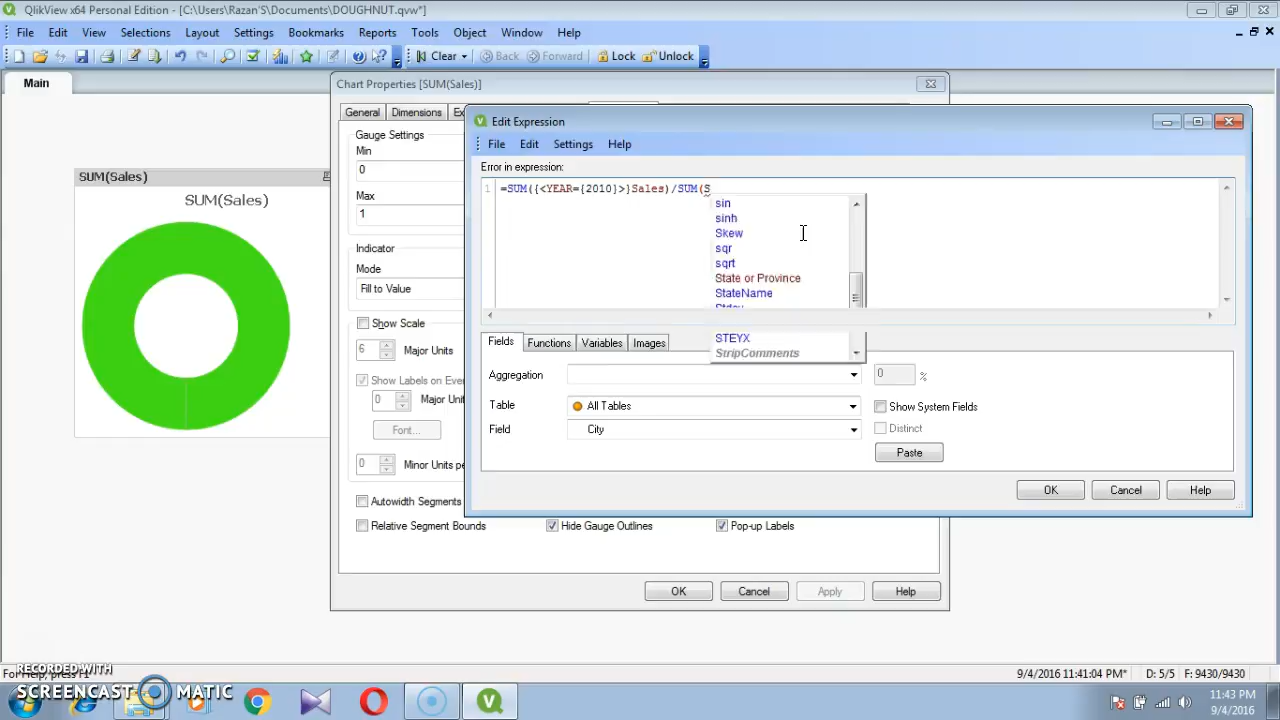 QlikView x64 Personal Edition - [C:\Users\Razan'S\Documents\DOUGHNUT.qvw*]
File Edit View Selections Layout Settings Bookmarks Reports Tools Object Window Help
Clear Back Forward Lock Unlock
Main
Chart Properties [SUM(Sales)]
General Dimensions
Edit Expression
File Edit Settings Help
Error in expression:
1 =SUM({<YEAR={2010}>}Sales)/SUM(S
sin
sinh
Skew
sqr
sqrt
State or Province
StateName
STEYX
StripComments
SUM(Sales)
SUM(Sales)
Gauge Settings
Min
0
Max
1
Indicator
Mode
Fill to Value
Show Scale
6 Major Units
Show Labels on Ever
0 Major Unit
Font...
0 Minor Units pe
Autowidth Segments
Relative Segment Bounds Hide Gauge Outlines Pop-up Labels
Fields Functions Variables Images
Aggregation 0 %
Table All Tables Show System Fields
Field City Distinct
Paste
OK Cancel Help
OK Cancel Apply Help
For Help, press F1 9/4/2016 11:41:04 PM* D: 5/5 F: 9430/9430
RECORDED WITH
SCREENCAST MATIC
11:43 PM
9/4/2016